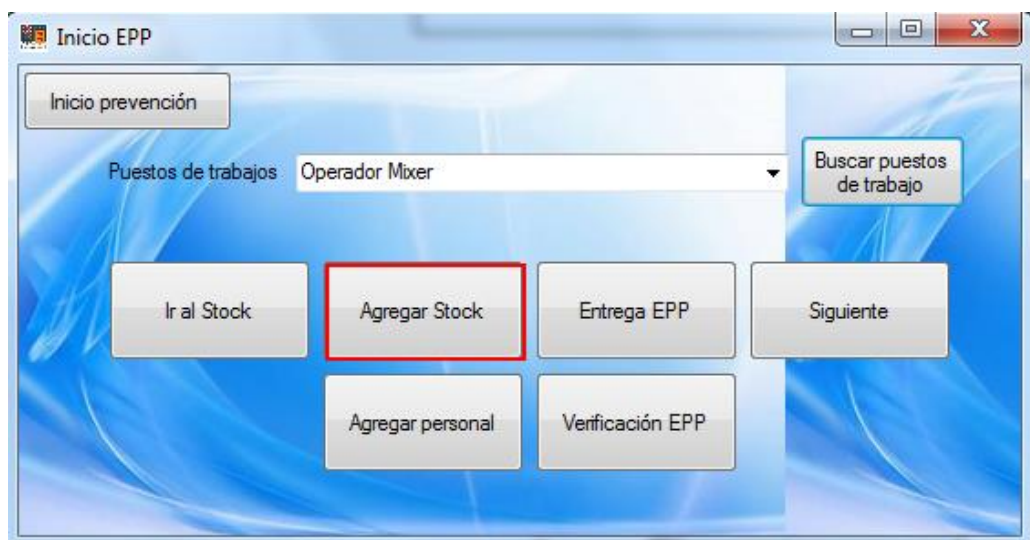 Inicio EPP
Inicio prevención
Puestos de trabajos
Operador Mixer
Buscar puestos
de trabajo
Ir al Stock
Agregar Stock
Entrega EPP
Siguiente
Agregar personal
Verificación EPP